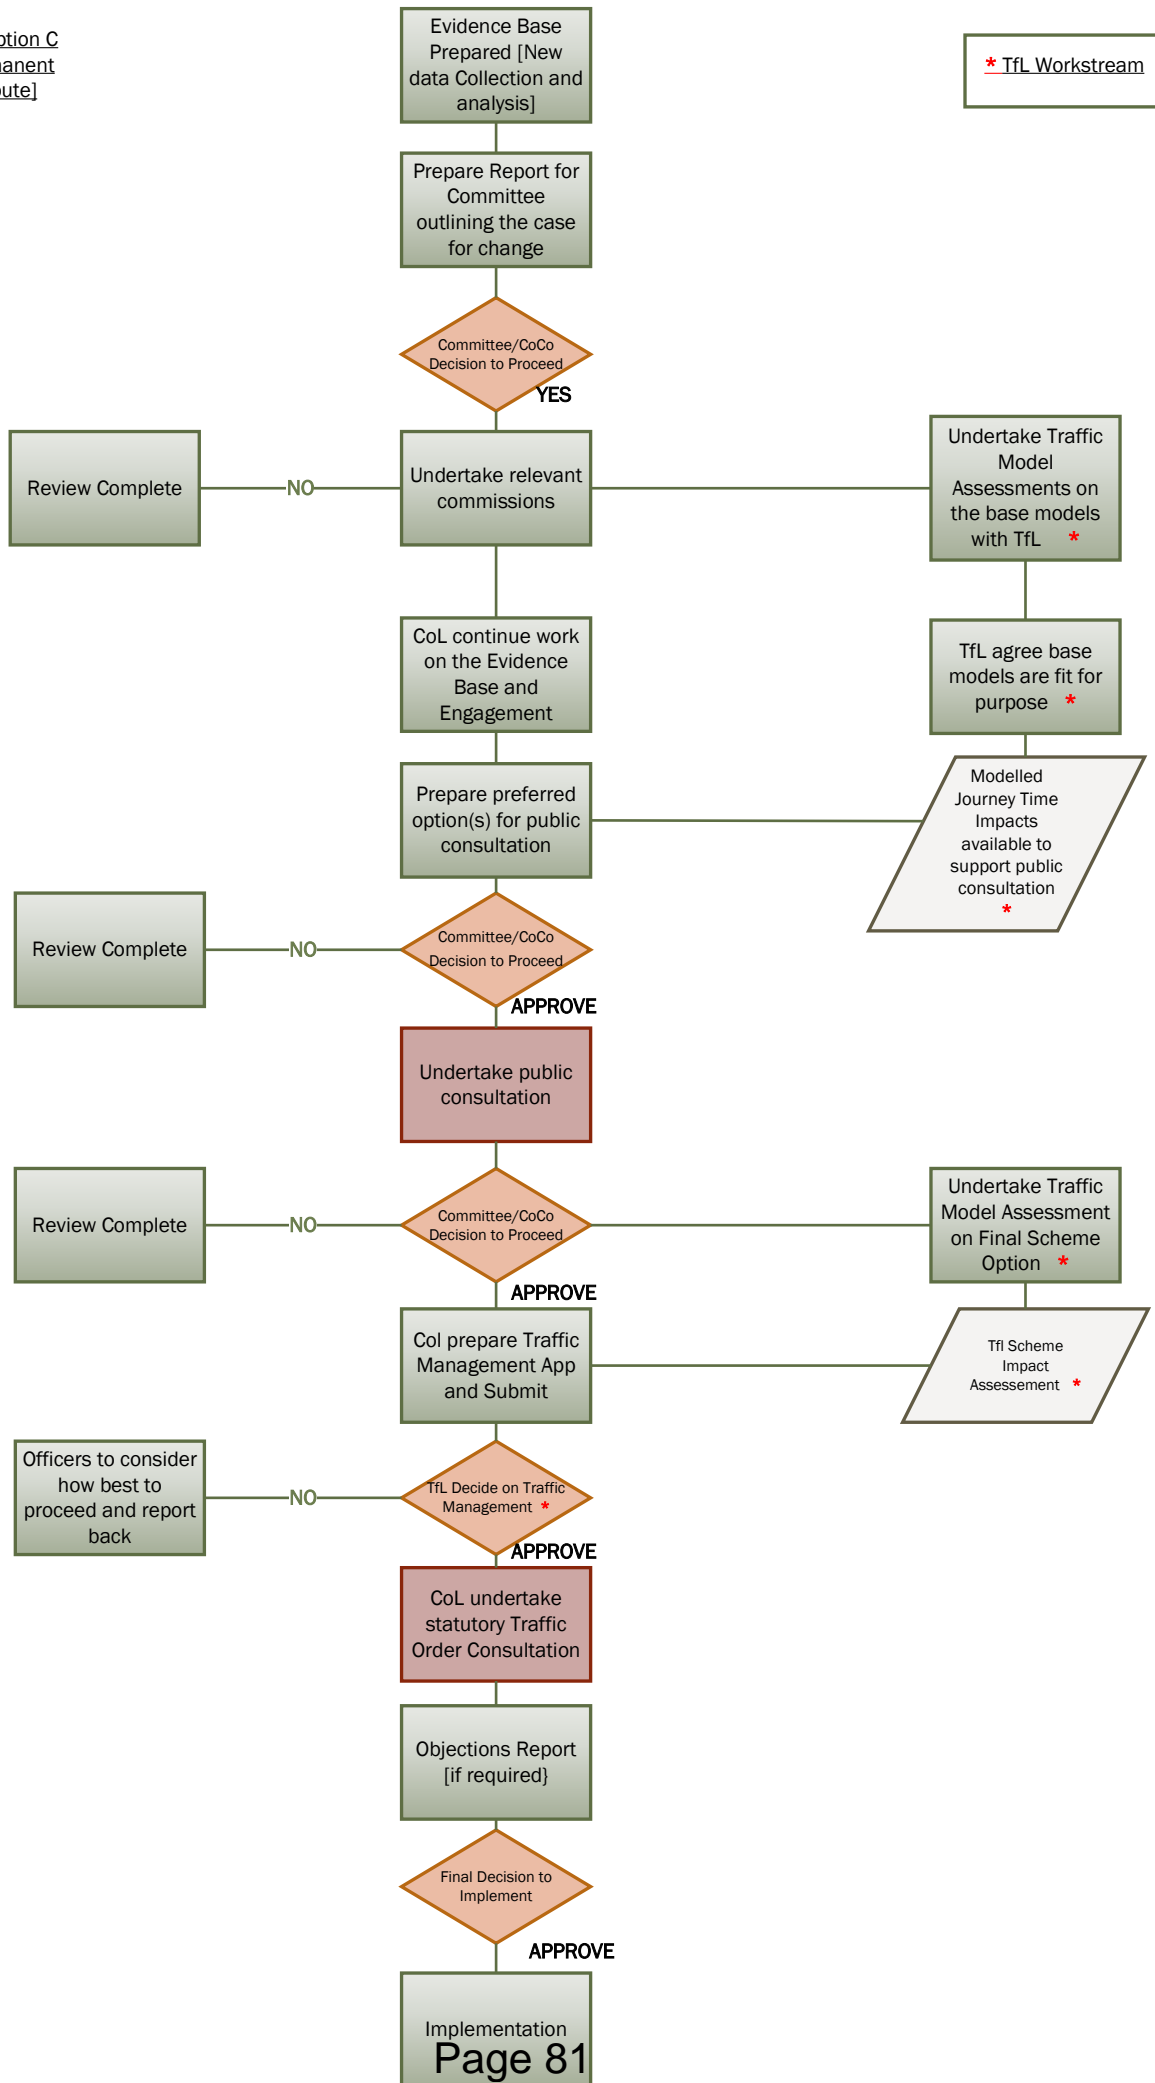 ption C
nanent
oute]
Evidence Base
Prepared [New
data Collection and
analysis]
* TfL Workstream
Prepare Report for
Committee
outlining the case
for change
Committee/CoCo
Decision to Proceed
YES
Review Complete
NO
Undertake relevant
commissions
Undertake Traffic
Model
Assessments on
the base models
with TfL *
CoL continue work
on the Evidence
Base and
Engagement
TfL agree base
models are fit for
purpose *
Prepare preferred
option(s) for public
consultation
Modelled
Journey Time
Impacts
available to
support public
consultation
*
Review Complete
NO
Committee/CoCo
Decision to Proceed
APPROVE
Undertake public
consultation
Review Complete
NO
Committee/CoCo
Decision to Proceed
Undertake Traffic
Model Assessment
on Final Scheme
Option *
APPROVE
Col prepare Traffic
Management App
and Submit
Tfl Scheme
Impact
Assessement *
Officers to consider
how best to
proceed and report
back
NO
TfL Decide on Traffic
Management *
APPROVE
CoL undertake
statutory Traffic
Order Consultation
Objections Report
[if required}
Final Decision to
Implement
APPROVE
Implementation
Page 81